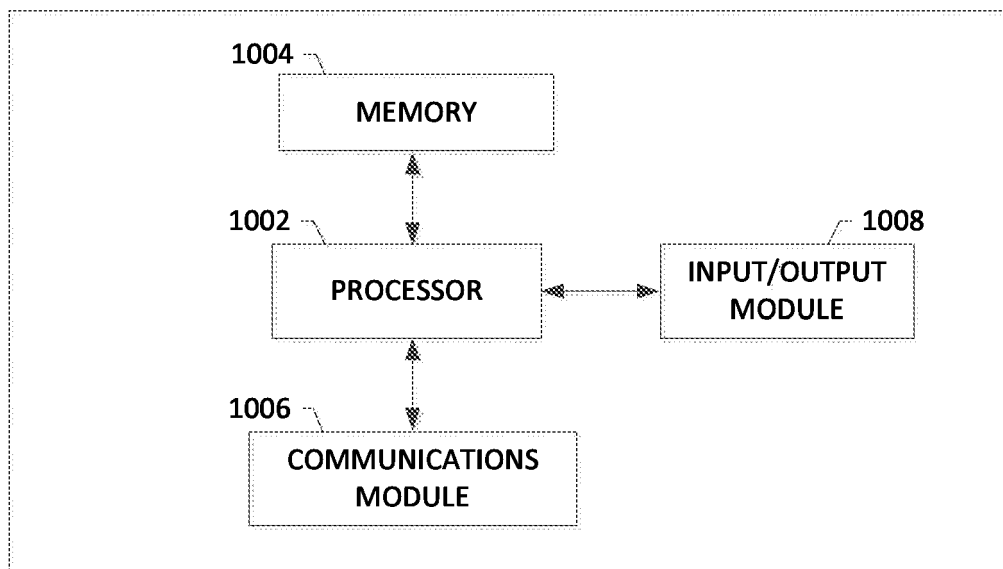 1004
MEMORY
1002
PROCESSOR
1008
INPUT/OUTPUT
MODULE
1006
COMMUNICATIONS
MODULE